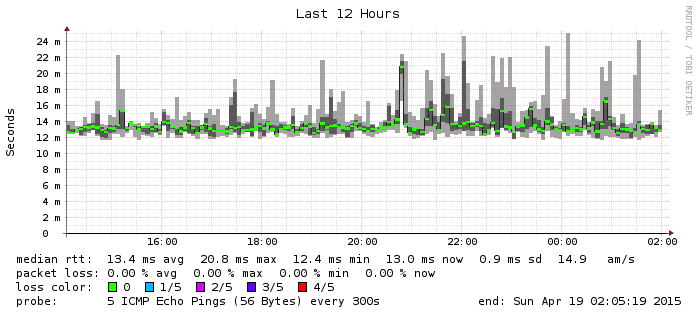 Last 12 Hours
RRDTOOL / TOBI OETIKER
Seconds
24 m
22 m
20 m
18 m
16 m
14 m
12 m
10 m
8 m
6 m
4 m
2 m
0
16:00 18:00 20:00 22:00 00:00 02:00
median rtt: 13.4 ms avg 20.8 ms max 12.4 ms min 13.0 ms now 0.9 ms sd 14.9 am/s
packet loss: 0.00 % avg 0.00 % max 0.00 % min 0.00 % now
loss color: 0 1/5 2/5 3/5 4/5
probe: 5 ICMP Echo Pings (56 Bytes) every 300s end: Sun Apr 19 02:05:19 2015